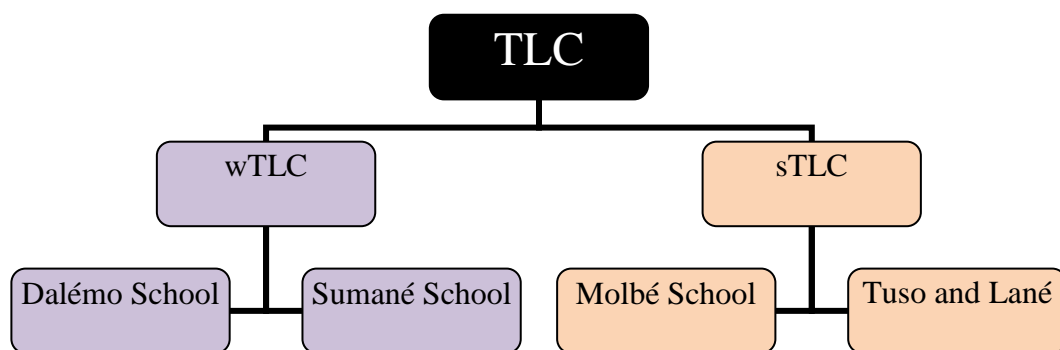 TLC
wTLC
sTLC
Dalémo School
Sumané School
Molbé School
Tuso and Lané